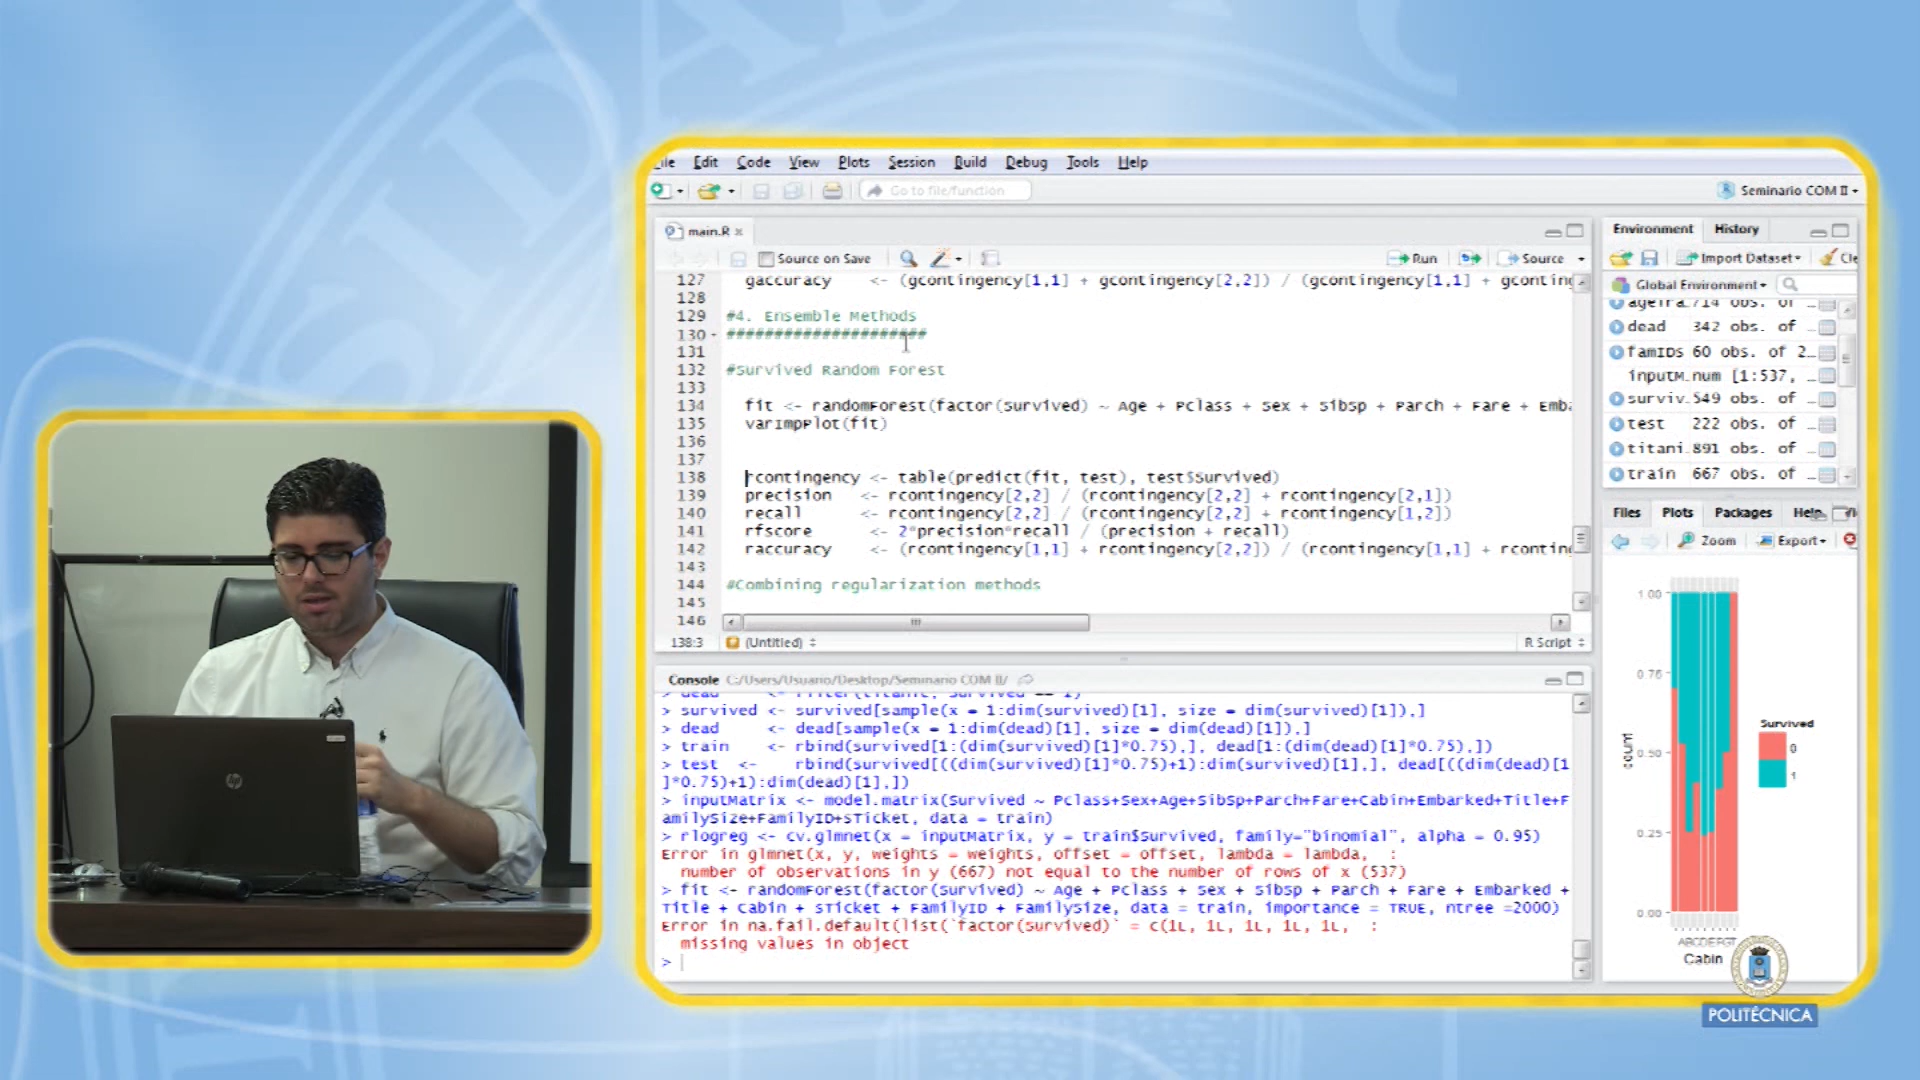 ile Edit Code View Plots Session Build Debug Tools Help
Go to file/function
Seminario COM II
main.R
Source on Save
Run
Source
127 gaccuracy <- (gcontingency[1,1] + gcontingency[2,2]) / (gcontingency[1,1] + gconting
128
129 #4. Ensemble Methods
130 #####################
131
132 #Survived Random Forest
133
134 fit <- randomForest(factor(Survived) ~ Age + Pclass + Sex + SibSp + Parch + Fare + Emba
135 varImpPlot(fit)
136
137
138 rcontingency <- table(predict(fit, test), test$Survived)
139 precision <- rcontingency[2,2] / (rcontingency[2,2] + rcontingency[2,1])
140 recall <- rcontingency[2,2] / (rcontingency[2,2] + rcontingency[1,2])
141 rfscore <- 2*precision*recall / (precision + recall)
142 raccuracy <- (rcontingency[1,1] + rcontingency[2,2]) / (rcontingency[1,1] + rconting
143
144 #Combining regularization methods
145
146
138:3 (Untitled)
R Script
Console C:/Users/Usuario/Desktop/Seminario COM II/
> dead <- filter(titanic, Survived == 1)
> survived <- survived[sample(x = 1:dim(survived)[1], size = dim(survived)[1]),]
> dead <- dead[sample(x = 1:dim(dead)[1], size = dim(dead)[1]),]
> train <- rbind(survived[1:(dim(survived)[1]*0.75),], dead[1:(dim(dead)[1]*0.75),])
> test <- rbind(survived[((dim(survived)[1]*0.75)+1):dim(survived)[1],], dead[((dim(dead)[1
]*0.75)+1):dim(dead)[1],])
> inputMatrix <- model.matrix(Survived ~ Pclass+Sex+Age+SibSp+Parch+Fare+Cabin+Embarked+Title+F
amilySize+FamilyID+STicket, data = train)
> rlogreg <- cv.glmnet(x = inputMatrix, y = train$Survived, family="binomial", alpha = 0.95)
Error in glmnet(x, y, weights = weights, offset = offset, lambda = lambda, :
number of observations in y (667) not equal to the number of rows of x (537)
> fit <- randomForest(factor(Survived) ~ Age + Pclass + Sex + SibSp + Parch + Fare + Embarked +
Title + Cabin + STicket + FamilyID + FamilySize, data = train, importance = TRUE, ntree =2000)
Error in na.fail.default(list(`factor(Survived)` = c(1L, 1L, 1L, 1L, 1L, :
missing values in object
>
Environment History
Import Dataset
Cle
Global Environment
714 obs. of
dead 342 obs. of
famIDs 60 obs. of 2...
inputM... num [1:537,
surviv... 549 obs. of
test 222 obs. of
titani... 891 obs. of
train 667 obs. of
Files Plots Packages Help
Zoom Export
1.00
0.75
0.50
0.25
0.00
count
Cabin
Survived
0
1
POLITÉCNICA
hp